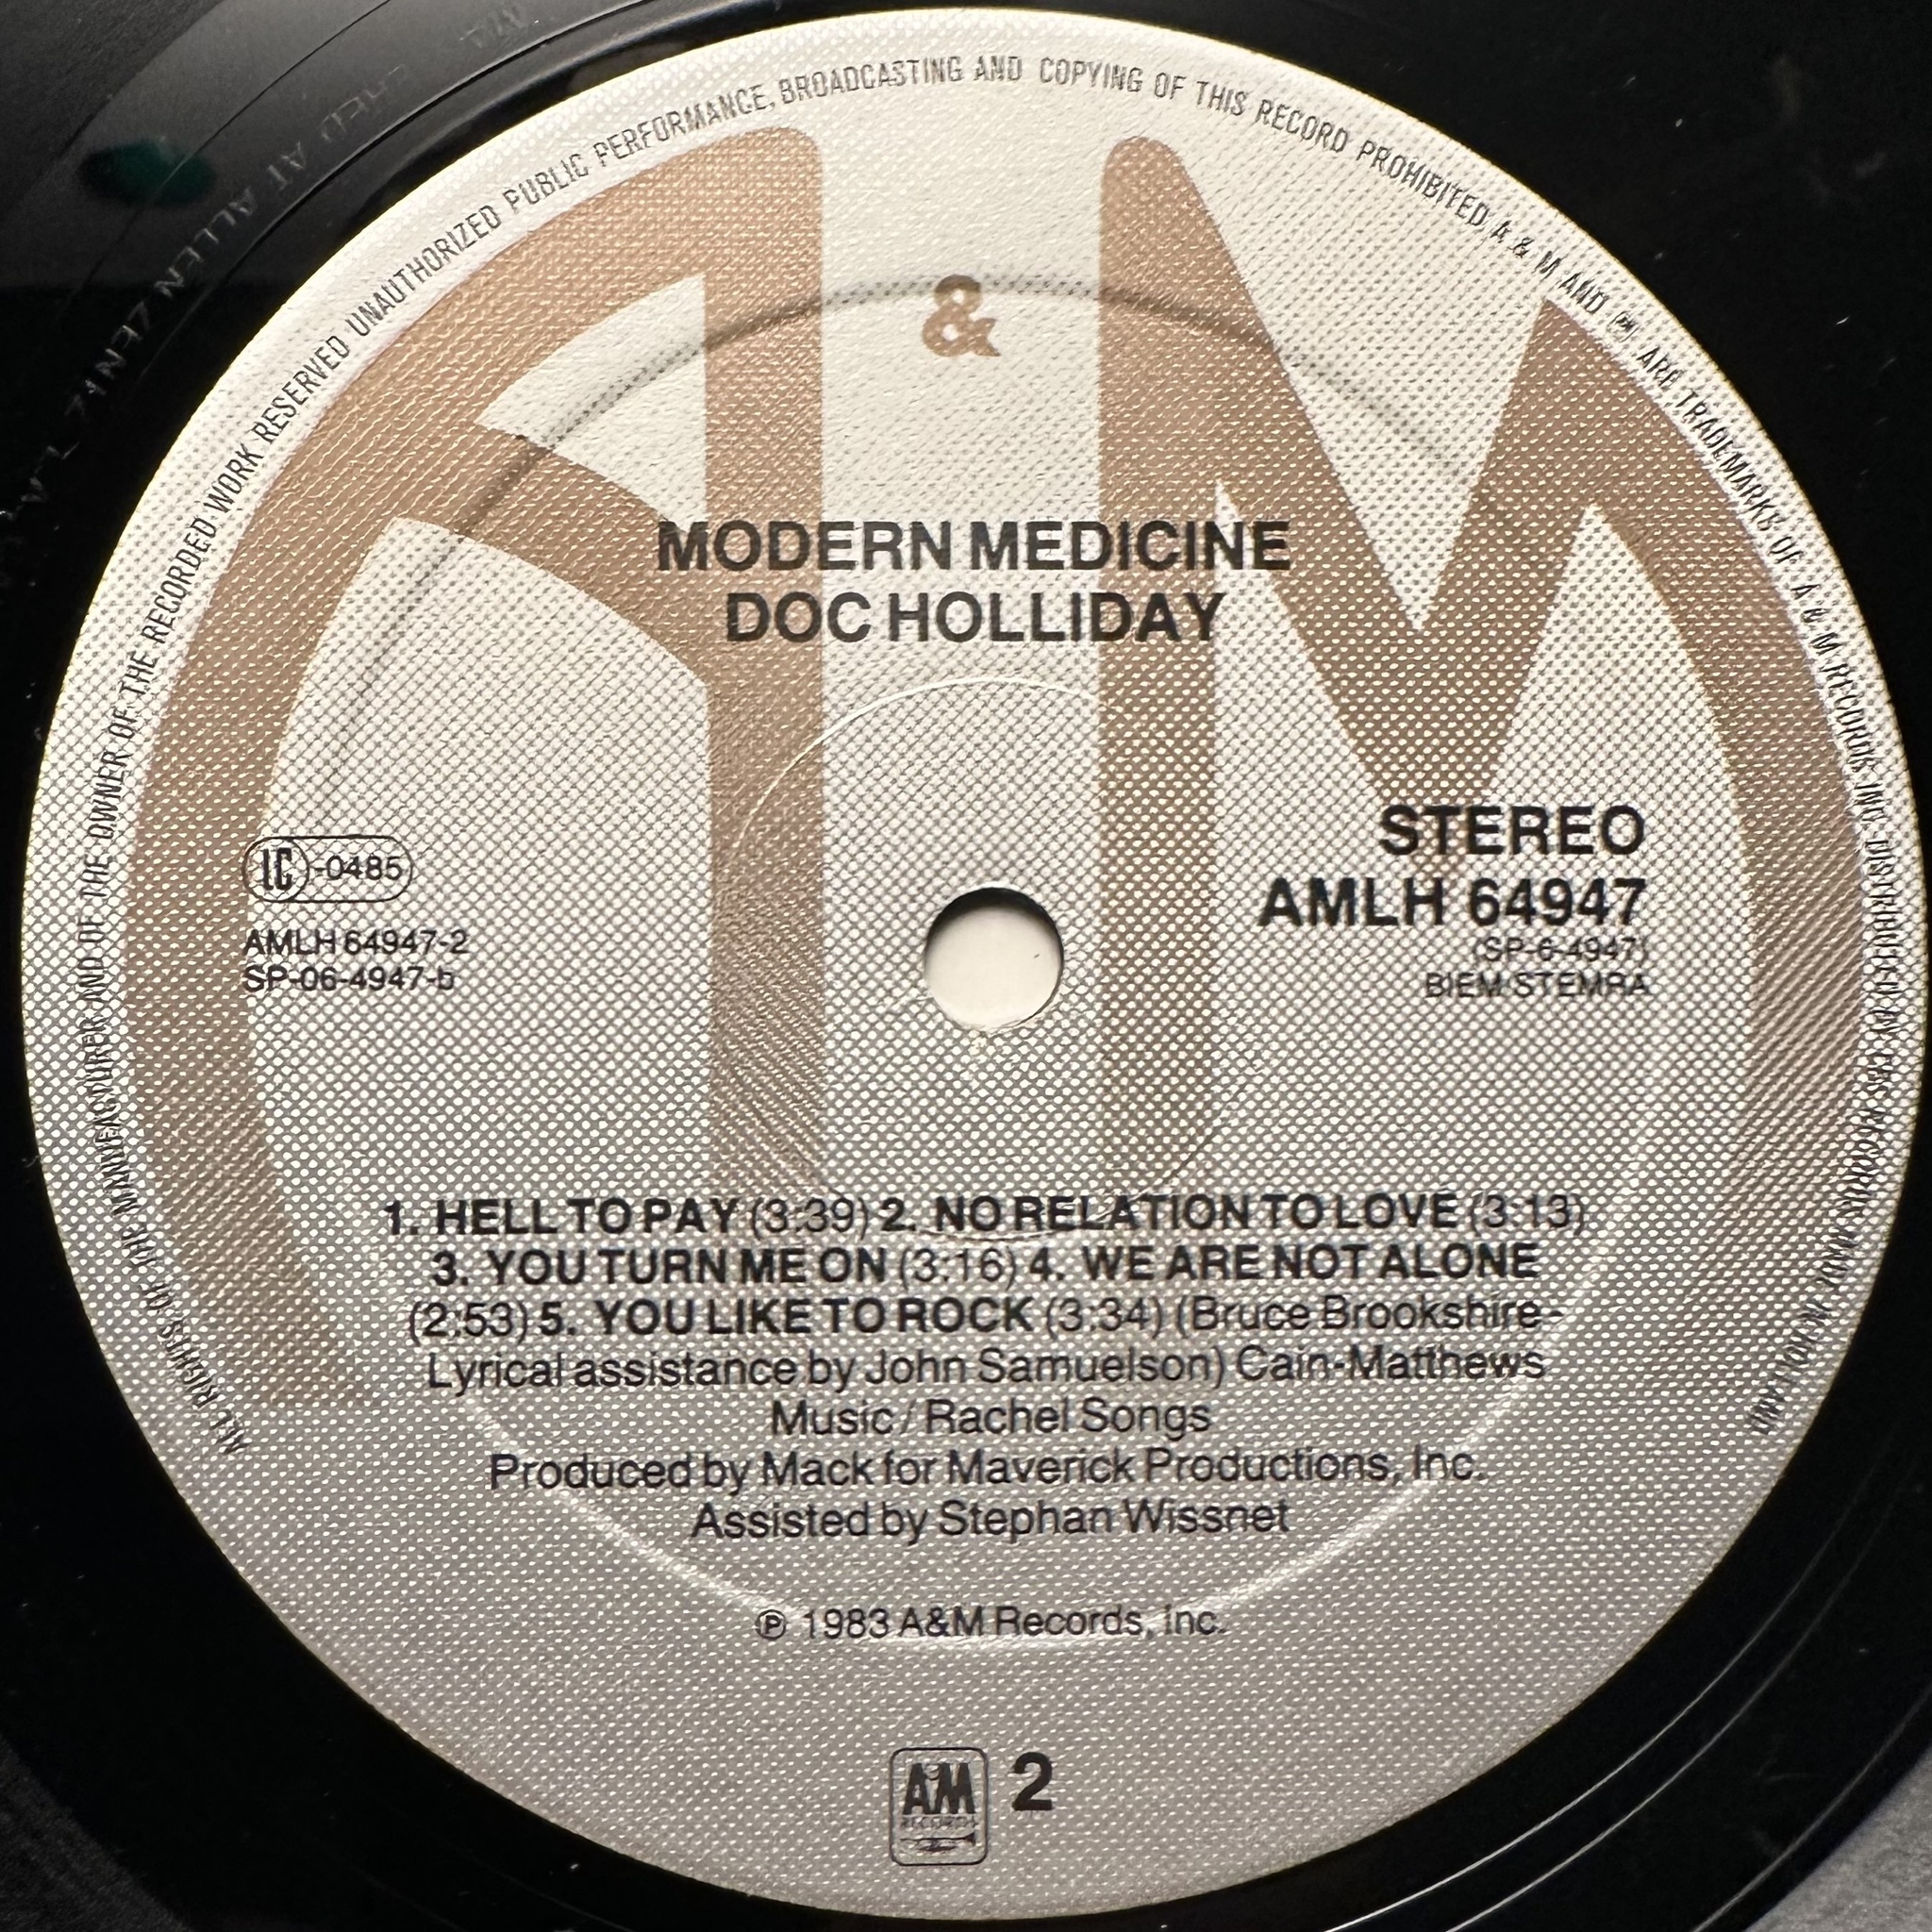 ALL RIGHTS OF THE MANUFACTURER AND OF THE OWNER OF THE RECORDED WORK RESERVED UNAUTHORIZED PUBLIC PERFORMANCE, BROADCASTING AND COPYING OF THIS RECORD PROHIBITED A & M AND ARE TRADEMARKS OF A & M RECORDS, INC. DISTRIBUTED BY CBS RECORDS MADE IN HOLLAND
A & M
MODERN MEDICINE
DOC HOLLIDAY
LC-0485
AMLH 64947-2
SP-06-4947-b
STEREO
AMLH 64947
(SP-6-4947)
BIEM/STEMRA
1. HELL TO PAY (3:39) 2. NO RELATION TO LOVE (3:13)
3. YOU TURN ME ON (3:16) 4. WE ARE NOT ALONE
(2:53) 5. YOU LIKE TO ROCK (3:34) (Bruce Brookshire-
Lyrical assistance by John Samuelson) Cain-Matthews
Music / Rachel Songs
Produced by Mack for Maverick Productions, Inc.
Assisted by Stephan Wissnet
℗ 1983 A&M Records, Inc.
A&M RECORDS
2